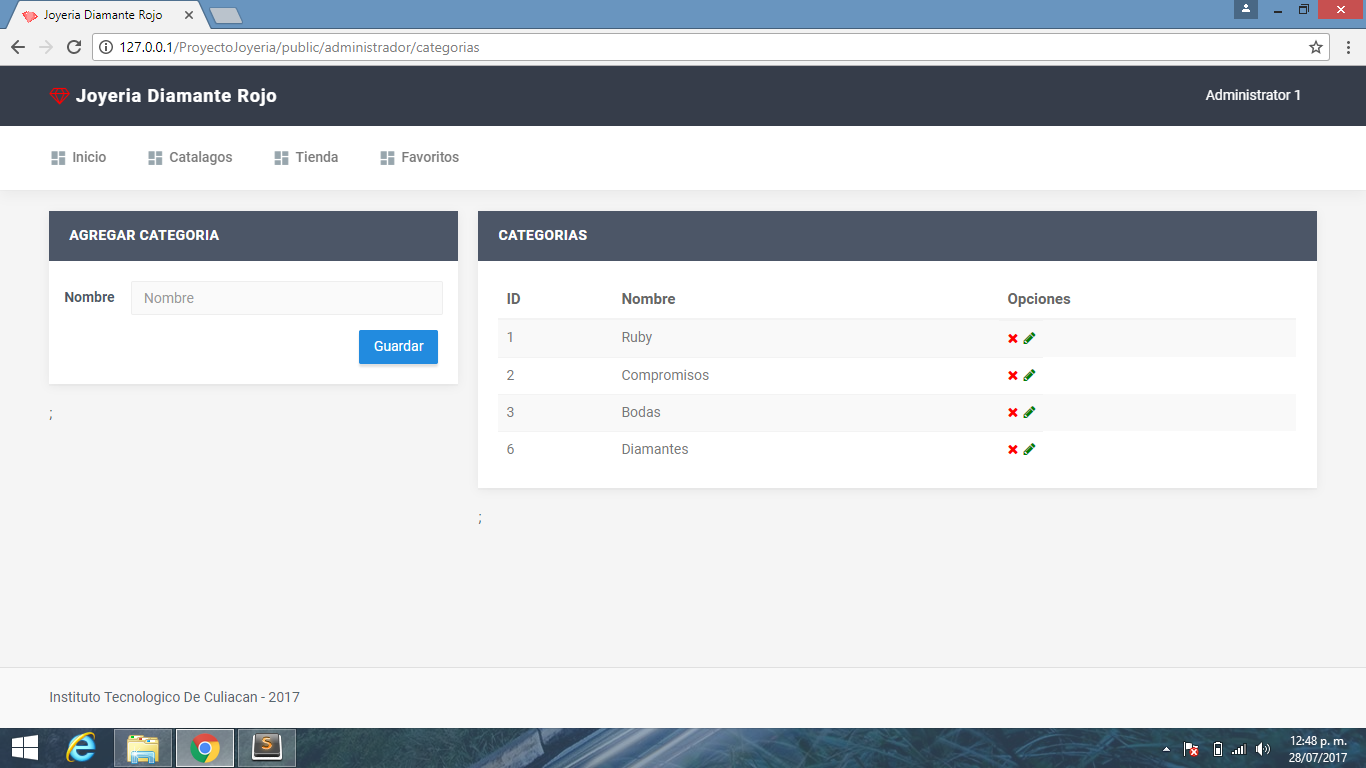 Joyeria Diamante Rojo
127.0.0.1/ProyectoJoyeria/public/administrador/categorias
Joyeria Diamante Rojo
Administrator 1
Inicio
Catalagos
Tienda
Favoritos
AGREGAR CATEGORIA
Nombre
Nombre
Guardar
;
CATEGORIAS
ID Nombre Opciones
1 Ruby
2 Compromisos
3 Bodas
6 Diamantes
;
Instituto Tecnologico De Culiacan - 2017
12:48 p. m.
28/07/2017